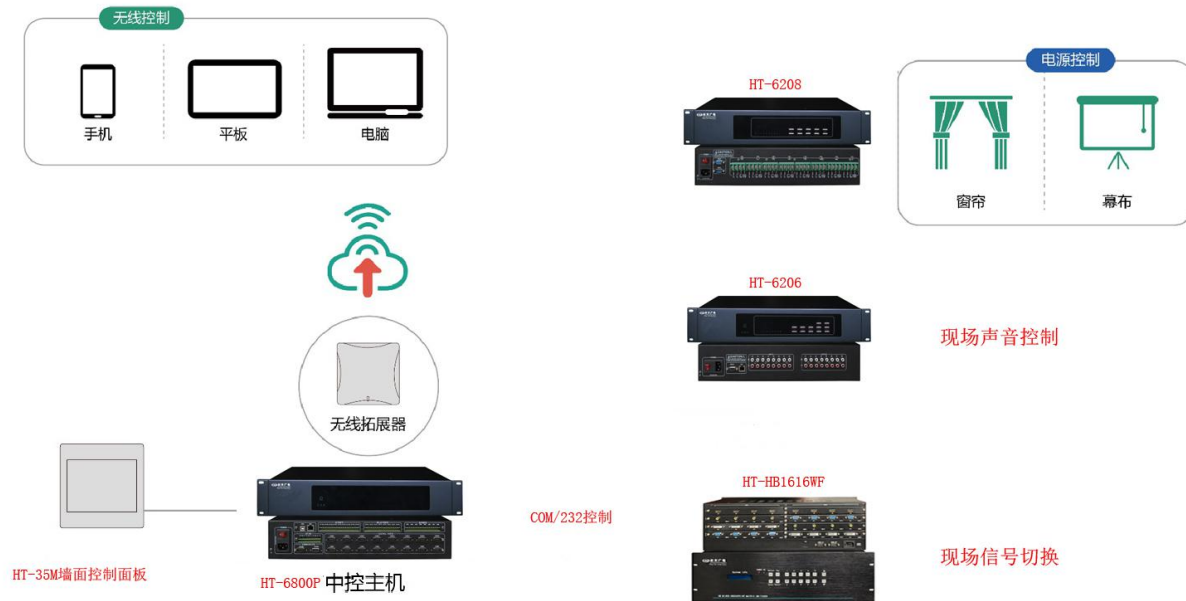 无线控制
手机
平板
电脑
无线拓展器
HT-35M墙面控制面板
HT-6800P 中控主机
COM/232控制
HT-6208
电源控制
窗帘
幕布
HT-6206
现场声音控制
HT-HB1616WF
现场信号切换